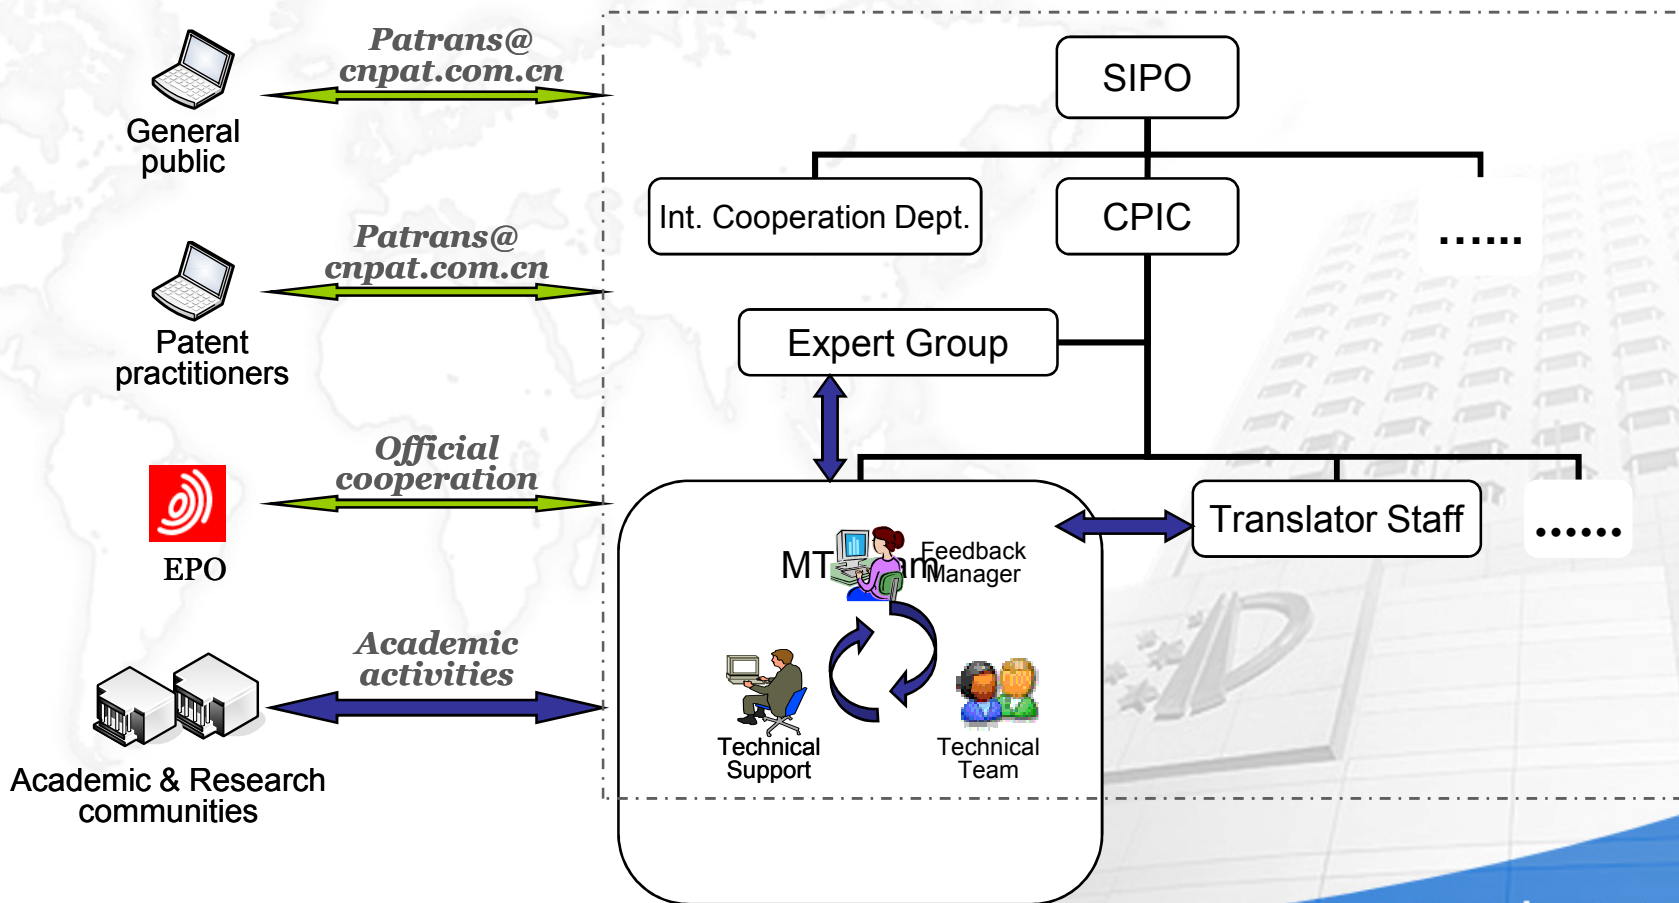 Patrans@
cnpat.com.cn
General
public
Patrans@
cnpat.com.cn
Patent
practitioners
Official
cooperation
EPO
Academic
activities
Academic & Research
communities
SIPO
Int. Cooperation Dept.
CPIC
......
Expert Group
Translator Staff
......
MT
Feedback
Manager
Technical
Support
Technical
Team